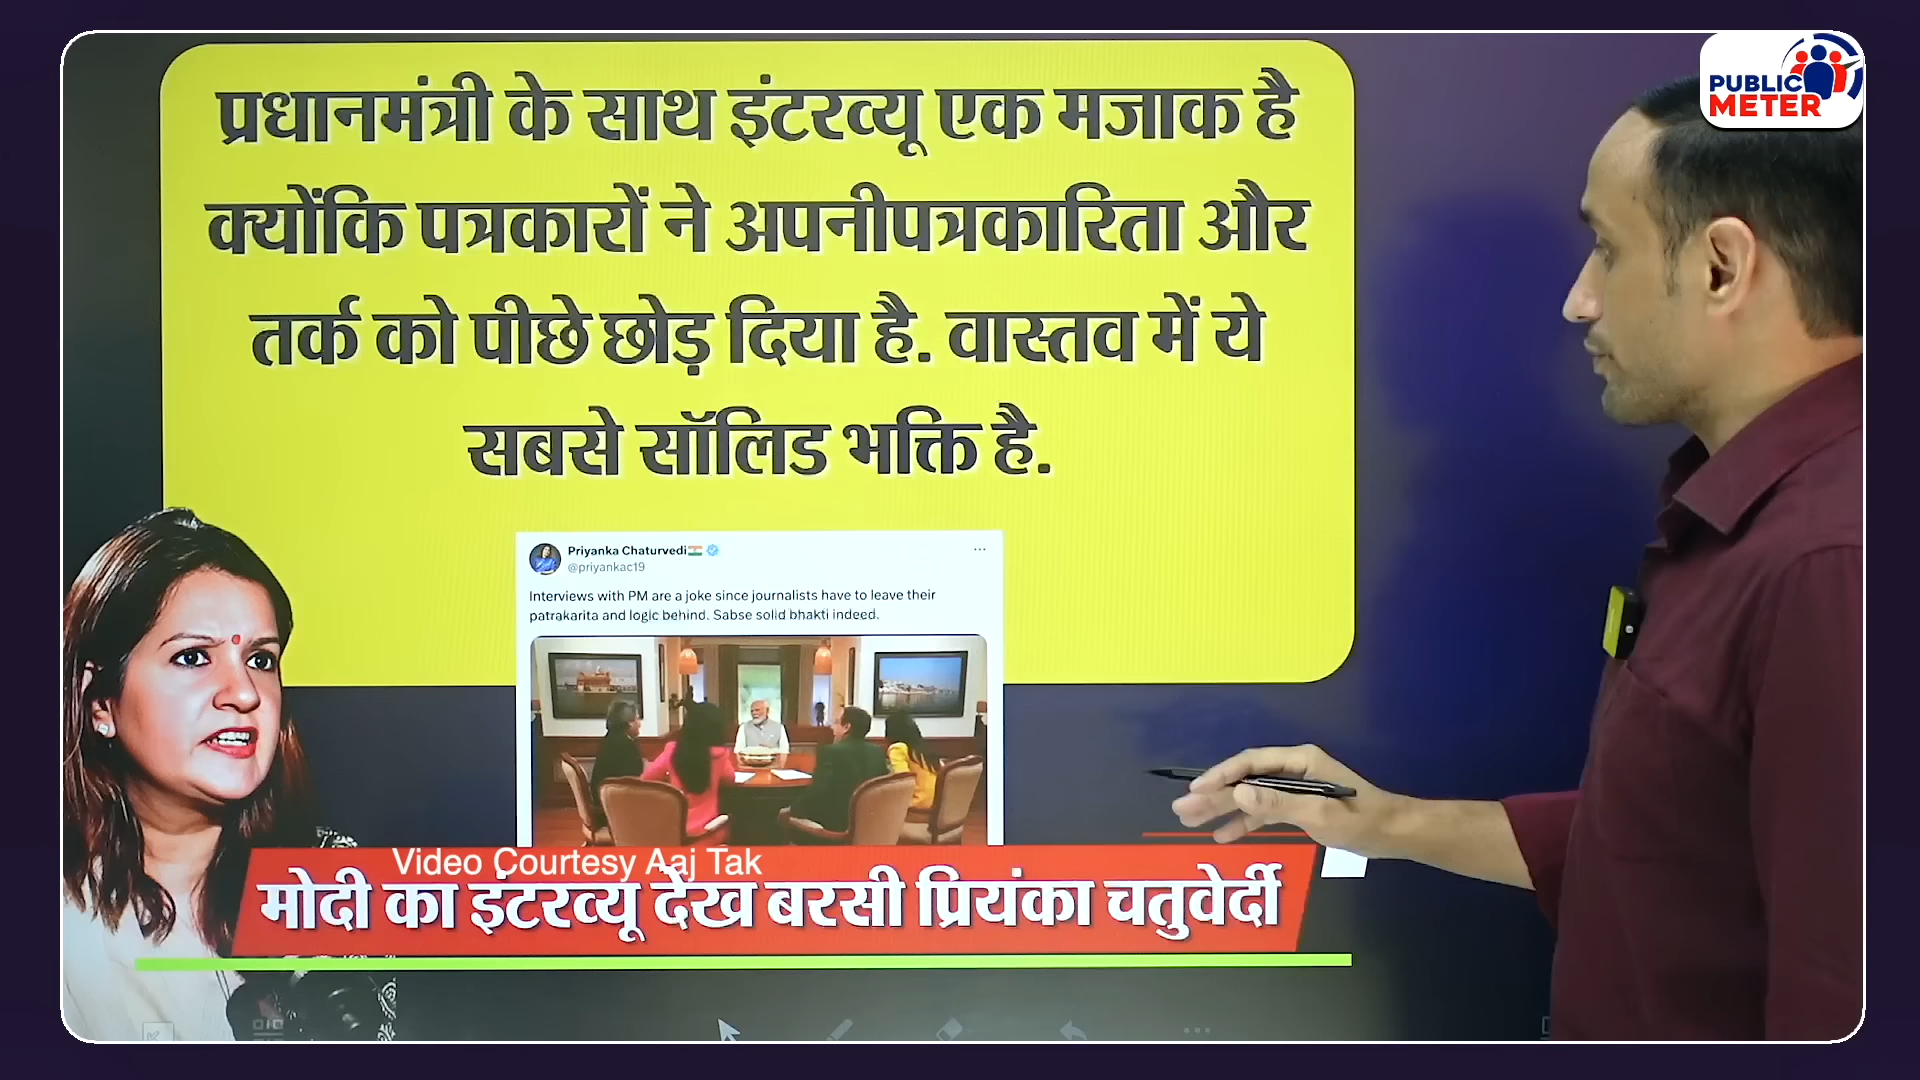 PUBLIC
METER
प्रधानमंत्री के साथ इंटरव्यू एक मजाक है
क्योंकि पत्रकारों ने अपनीपत्रकारिता और
तर्क को पीछे छोड़ दिया है. वास्तव में ये
सबसे सॉलिड भक्ति है.
Priyanka Chaturvedi
@priyankac19
Interviews with PM are a joke since journalists have to leave their
patrakarita and logic behind. Sabse solid bhakti indeed.
Video Courtesy Aaj Tak
मोदी का इंटरव्यू देख बरसी प्रियंका चतुर्वेदी